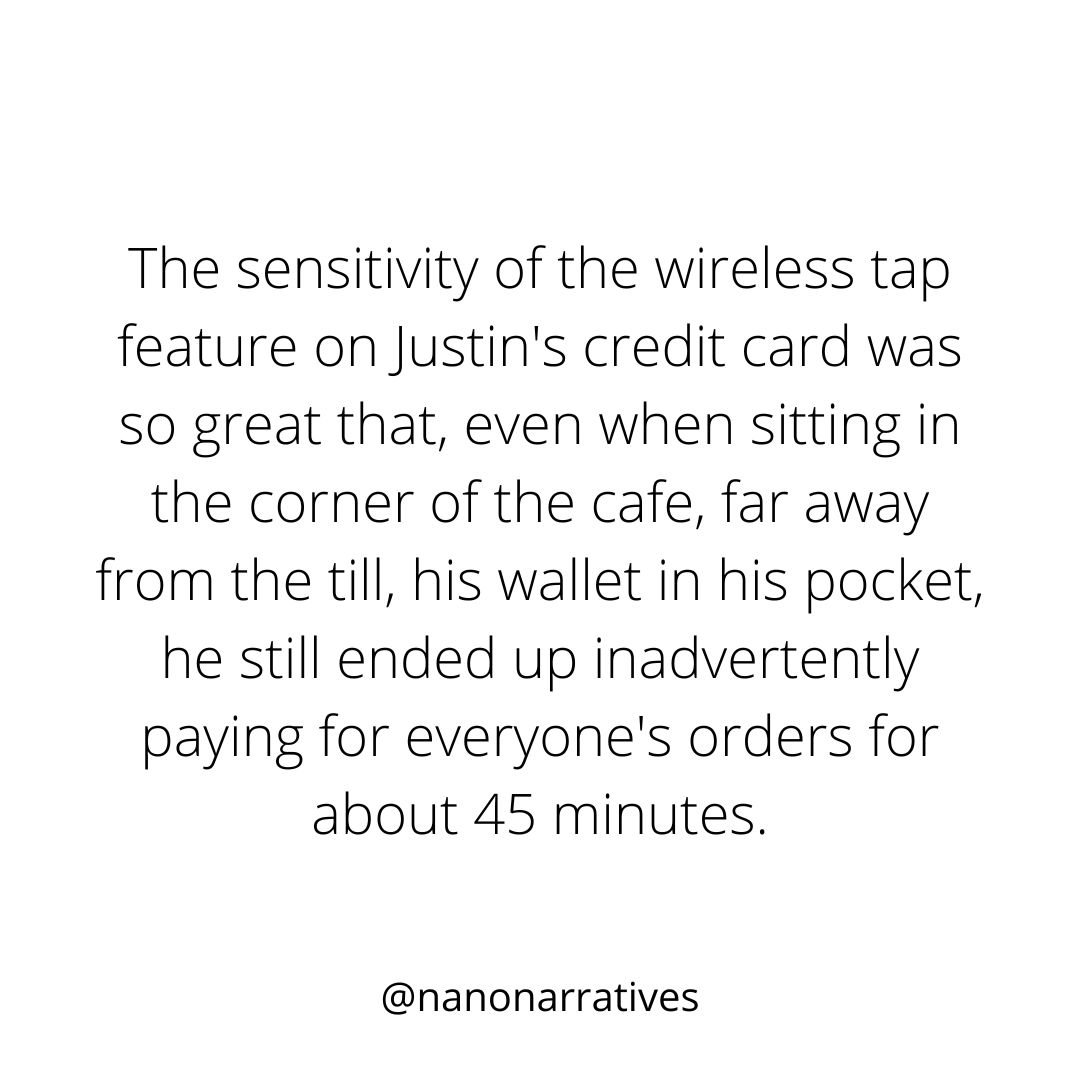 The sensitivity of the wireless tap
feature on Justin's credit card was
so great that, even when sitting in
the corner of the cafe, far away
from the till, his wallet in his pocket,
he still ended up inadvertently
paying for everyone's orders for
about 45 minutes.
@nanonarratives